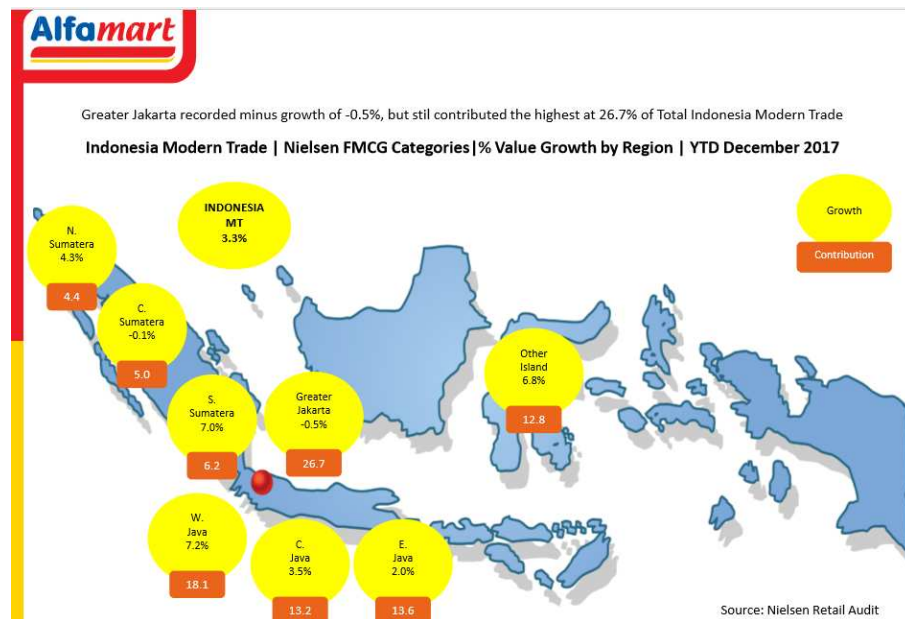 Alfamart
Greater Jakarta recorded minus growth of -0.5%, but stil contributed the highest at 26.7% of Total Indonesia Modern Trade
Indonesia Modern Trade | Nielsen FMCG Categories|% Value Growth by Region | YTD December 2017
INDONESIA
MT
3.3%
Growth
Contribution
N.
Sumatera
4.3%
4.4
C.
Sumatera
-0.1%
5.0
S.
Sumatera
7.0%
6.2
Greater
Jakarta
-0.5%
26.7
Other
Island
6.8%
12.8
W.
Java
7.2%
18.1
C.
Java
3.5%
13.2
E.
Java
2.0%
13.6
Source: Nielsen Retail Audit